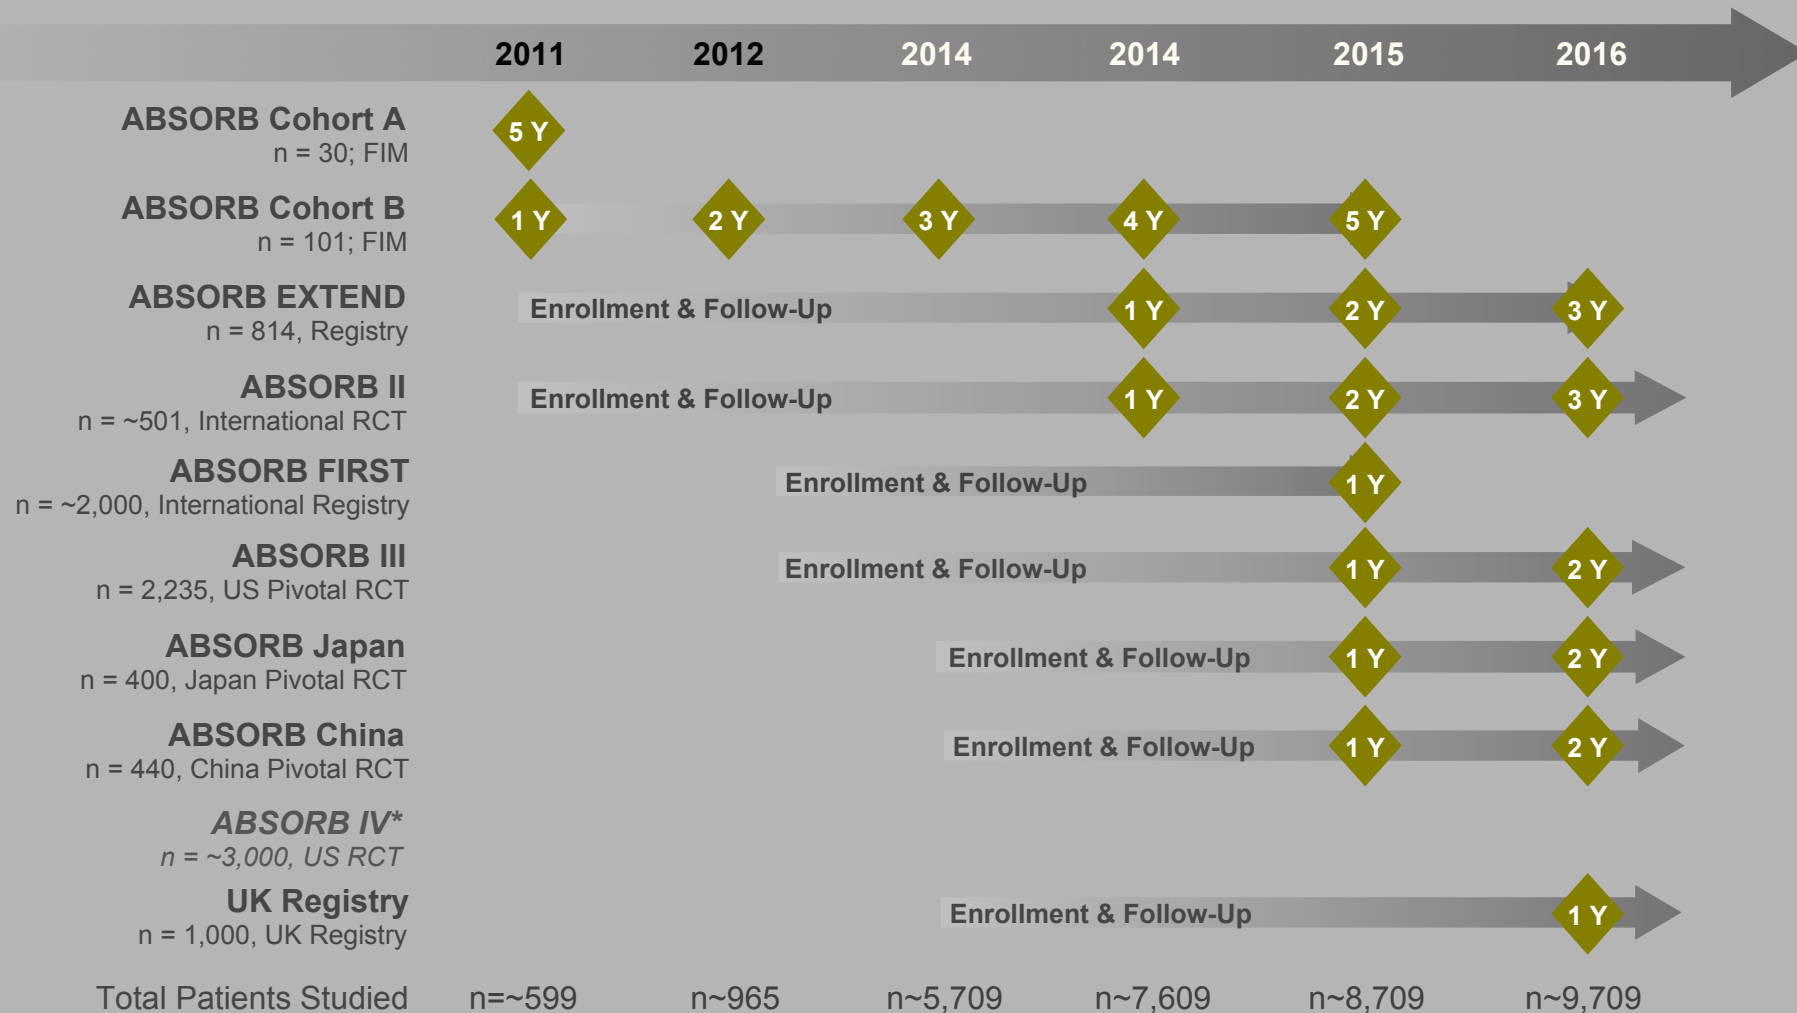 2011 2012 2014 2014 2015 2016
ABSORB Cohort A
n = 30; FIM
5 Y
ABSORB Cohort B
n = 101; FIM
1 Y 2 Y 3 Y 4 Y 5 Y
ABSORB EXTEND
n = 814, Registry
Enrollment & Follow-Up 1 Y 2 Y 3 Y
ABSORB II
n = ~501, International RCT
Enrollment & Follow-Up 1 Y 2 Y 3 Y
ABSORB FIRST
n = ~2,000, International Registry
Enrollment & Follow-Up 1 Y
ABSORB III
n = 2,235, US Pivotal RCT
Enrollment & Follow-Up 1 Y 2 Y
ABSORB Japan
n = 400, Japan Pivotal RCT
Enrollment & Follow-Up 1 Y 2 Y
ABSORB China
n = 440, China Pivotal RCT
Enrollment & Follow-Up 1 Y 2 Y
ABSORB IV*
n = ~3,000, US RCT
UK Registry
n = 1,000, UK Registry
Enrollment & Follow-Up 1 Y
Total Patients Studied n=~599 n~965 n~5,709 n~7,609 n~8,709 n~9,709